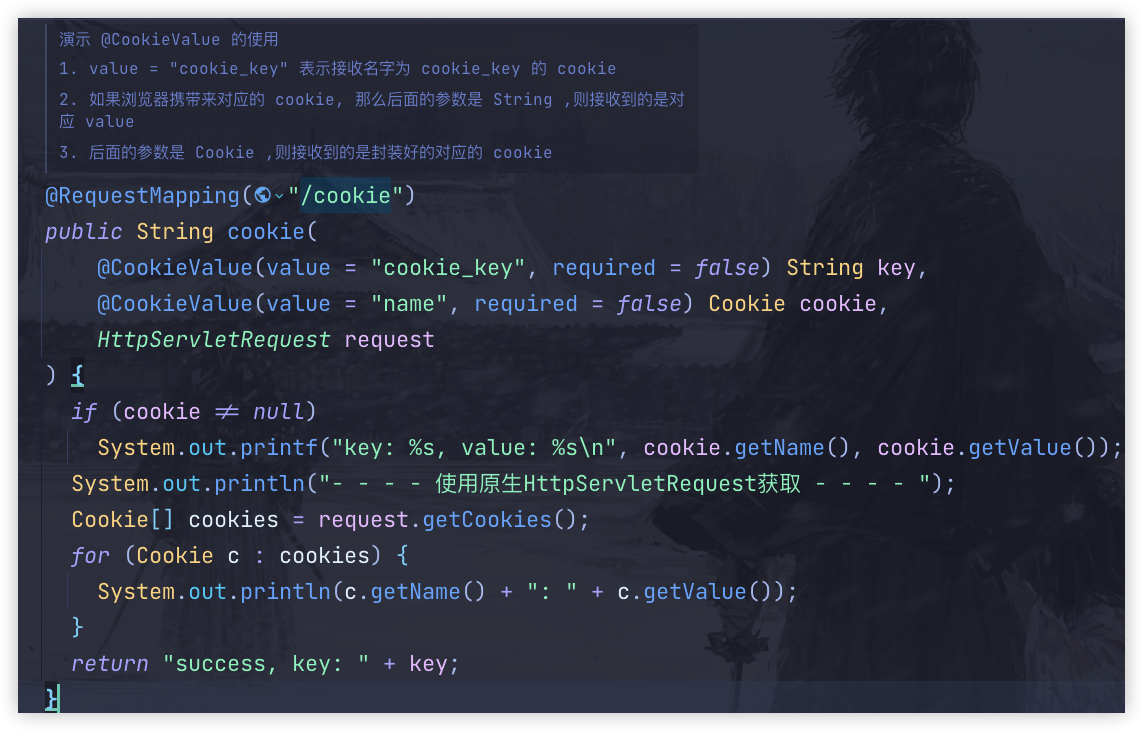 演示 @CookieValue 的使用
1. value = "cookie_key" 表示接收名字为 cookie_key 的 cookie
2. 如果浏览器携带来对应的 cookie, 那么后面的参数是 String ,则接收到的是对
应 value
3. 后面的参数是 Cookie ,则接收到的是封装好的对应的 cookie
@RequestMapping("/cookie")
public String cookie(
    @CookieValue(value = "cookie_key", required = false) String key,
    @CookieValue(value = "name", required = false) Cookie cookie,
    HttpServletRequest request
) {
  if (cookie != null)
    System.out.printf("key: %s, value: %s\n", cookie.getName(), cookie.getValue());
  System.out.println("- - - - 使用原生HttpServletRequest获取 - - - - ");
  Cookie[] cookies = request.getCookies();
  for (Cookie c : cookies) {
    System.out.println(c.getName() + ": " + c.getValue());
  }
  return "success, key: " + key;
}